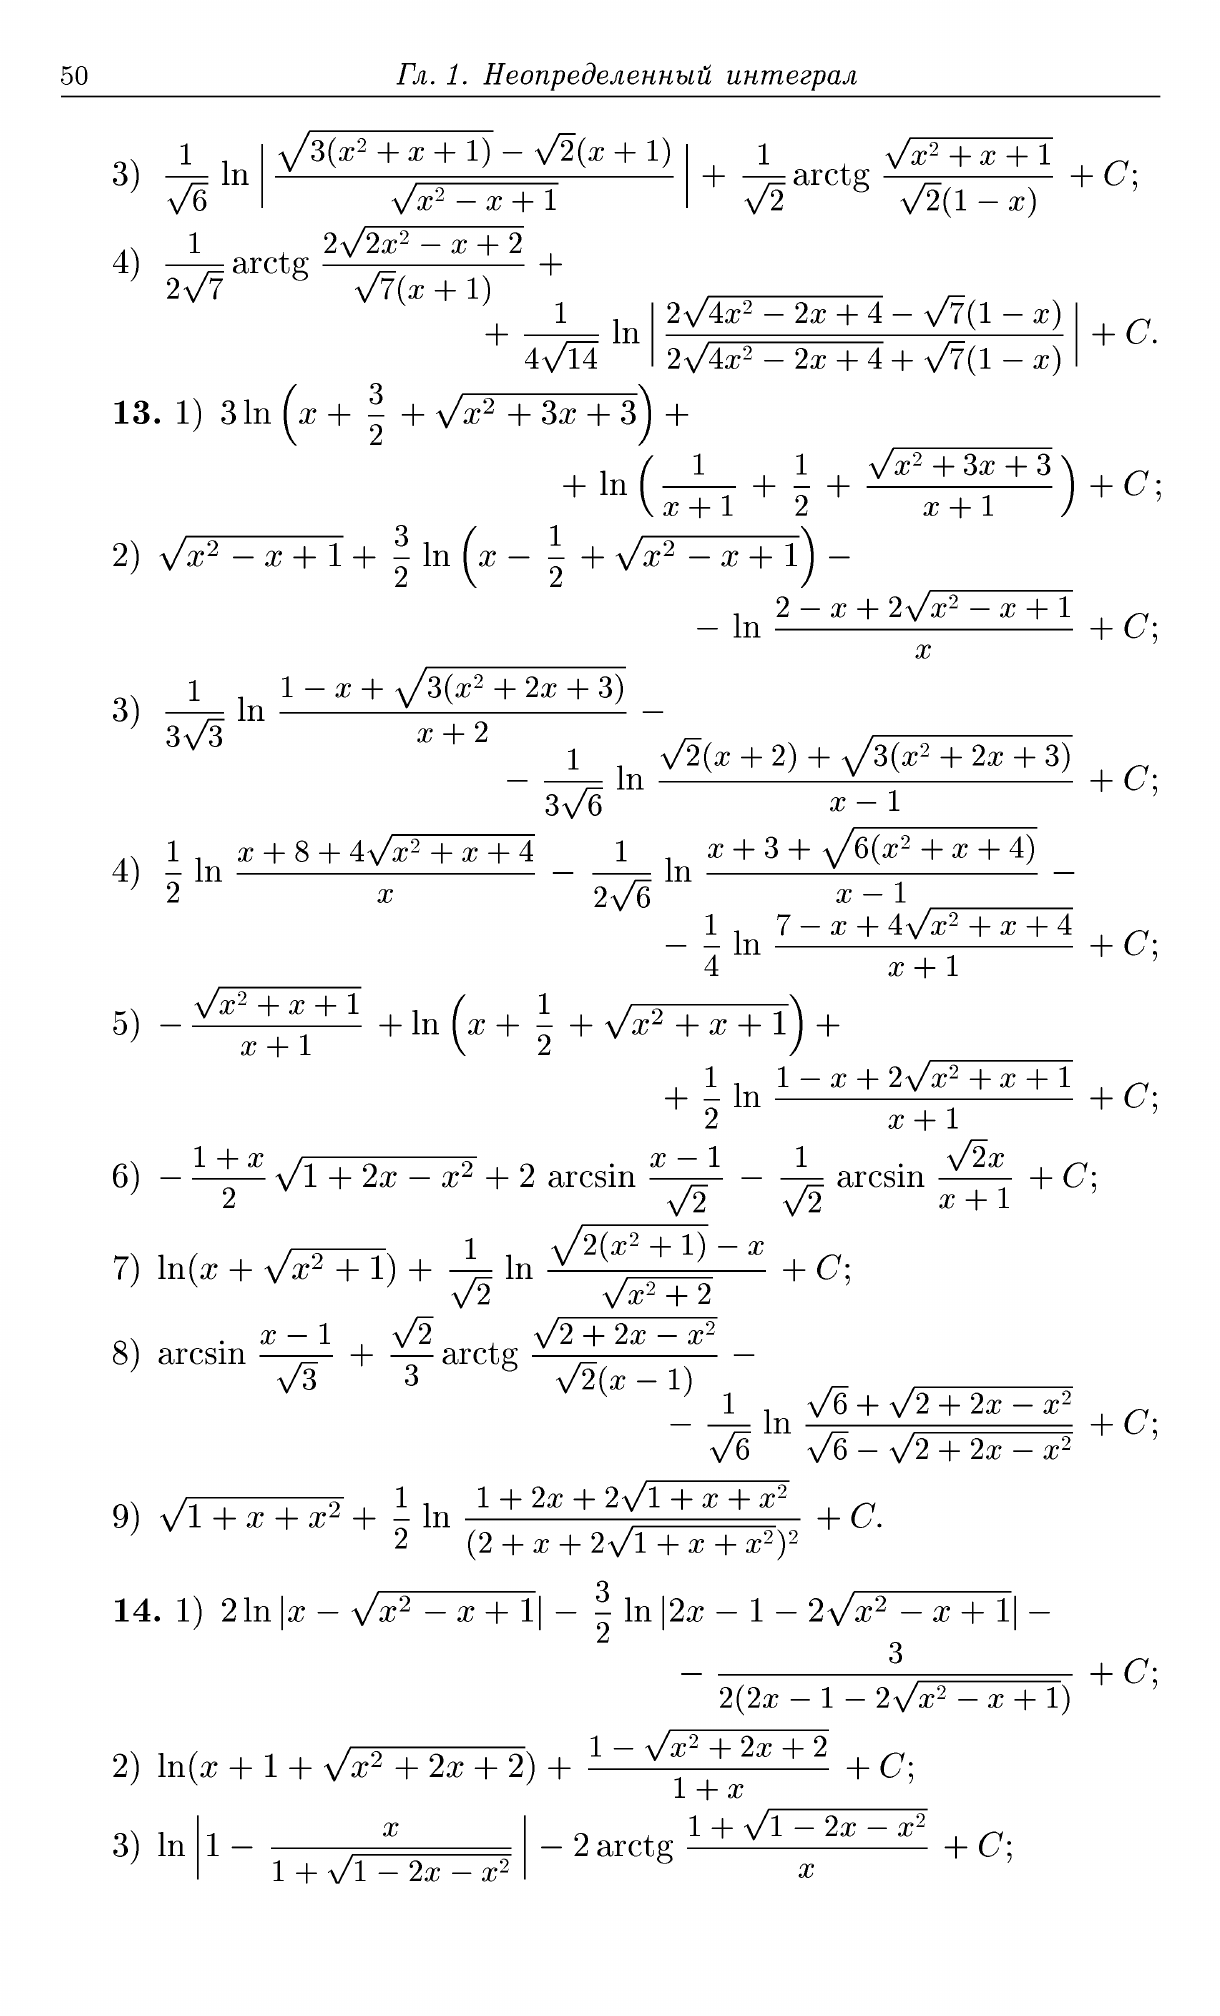 50 Гл. 1. Неопределенный интеграл
3) $\frac{1}{\sqrt{6}} \ln \left| \frac{\sqrt{3(x^2+x+1)} - \sqrt{2}(x+1)}{\sqrt{x^2-x+1}} \right| + \frac{1}{\sqrt{2}} \operatorname{arctg} \frac{\sqrt{x^2+x+1}}{\sqrt{2}(1-x)} + C;$
4) $\frac{1}{2\sqrt{7}} \operatorname{arctg} \frac{2\sqrt{2x^2-x+2}}{\sqrt{7}(x+1)} +$
$+ \frac{1}{4\sqrt{14}} \ln \left| \frac{2\sqrt{4x^2-2x+4} - \sqrt{7}(1-x)}{2\sqrt{4x^2-2x+4} + \sqrt{7}(1-x)} \right| + C.$
13. 1) $3 \ln \left( x + \frac{3}{2} + \sqrt{x^2+3x+3} \right) +$
$+ \ln \left( \frac{1}{x+1} + \frac{1}{2} + \frac{\sqrt{x^2+3x+3}}{x+1} \right) + C;$
2) $\sqrt{x^2-x+1} + \frac{3}{2} \ln \left( x - \frac{1}{2} + \sqrt{x^2-x+1} \right) -$
$- \ln \frac{2-x+2\sqrt{x^2-x+1}}{x} + C;$
3) $\frac{1}{3\sqrt{3}} \ln \frac{1-x+\sqrt{3(x^2+2x+3)}}{x+2} -$
$- \frac{1}{3\sqrt{6}} \ln \frac{\sqrt{2}(x+2) + \sqrt{3(x^2+2x+3)}}{x-1} + C;$
4) $\frac{1}{2} \ln \frac{x+8+4\sqrt{x^2+x+4}}{x} - \frac{1}{2\sqrt{6}} \ln \frac{x+3+\sqrt{6(x^2+x+4)}}{x-1} -$
$- \frac{1}{4} \ln \frac{7-x+4\sqrt{x^2+x+4}}{x+1} + C;$
5) $-\frac{\sqrt{x^2+x+1}}{x+1} + \ln \left( x + \frac{1}{2} + \sqrt{x^2+x+1} \right) +$
$+ \frac{1}{2} \ln \frac{1-x+2\sqrt{x^2+x+1}}{x+1} + C;$
6) $-\frac{1+x}{2} \sqrt{1+2x-x^2} + 2 \arcsin \frac{x-1}{\sqrt{2}} - \frac{1}{\sqrt{2}} \arcsin \frac{\sqrt{2}x}{x+1} + C;$
7) $\ln(x + \sqrt{x^2+1}) + \frac{1}{\sqrt{2}} \ln \frac{\sqrt{2(x^2+1)} - x}{\sqrt{x^2+2}} + C;$
8) $\arcsin \frac{x-1}{\sqrt{3}} + \frac{\sqrt{2}}{3} \operatorname{arctg} \frac{\sqrt{2+2x-x^2}}{\sqrt{2}(x-1)} -$
$- \frac{1}{\sqrt{6}} \ln \frac{\sqrt{6} + \sqrt{2+2x-x^2}}{\sqrt{6} - \sqrt{2+2x-x^2}} + C;$
9) $\sqrt{1+x+x^2} + \frac{1}{2} \ln \frac{1+2x+2\sqrt{1+x+x^2}}{(2+x+2\sqrt{1+x+x^2})^2} + C.$
14. 1) $2 \ln |x - \sqrt{x^2-x+1}| - \frac{3}{2} \ln |2x-1-2\sqrt{x^2-x+1}| -$
$- \frac{3}{2(2x-1-2\sqrt{x^2-x+1})} + C;$
2) $\ln(x+1+\sqrt{x^2+2x+2}) + \frac{1-\sqrt{x^2+2x+2}}{1+x} + C;$
3) $\ln \left| 1 - \frac{x}{1+\sqrt{1-2x-x^2}} \right| - 2 \operatorname{arctg} \frac{1+\sqrt{1-2x-x^2}}{x} + C;$